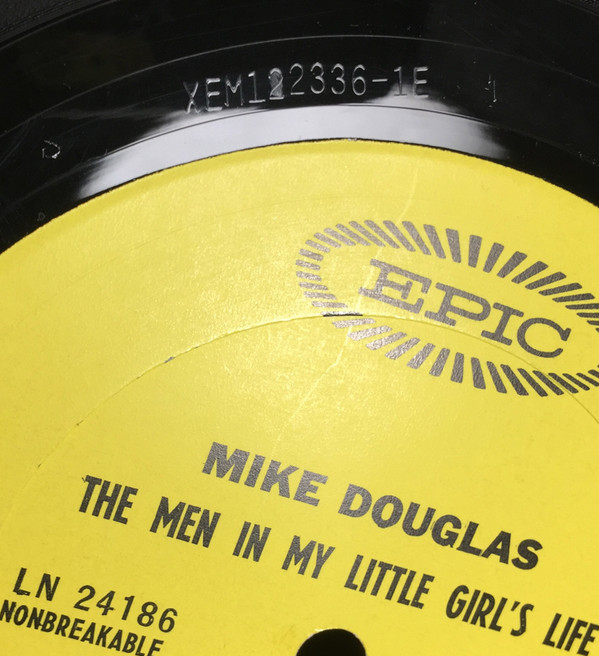 XEM122336-1E
EPIC
MIKE DOUGLAS
THE MEN IN MY LITTLE GIRL'S LIFE
LN 24186
NONBREAKABLE